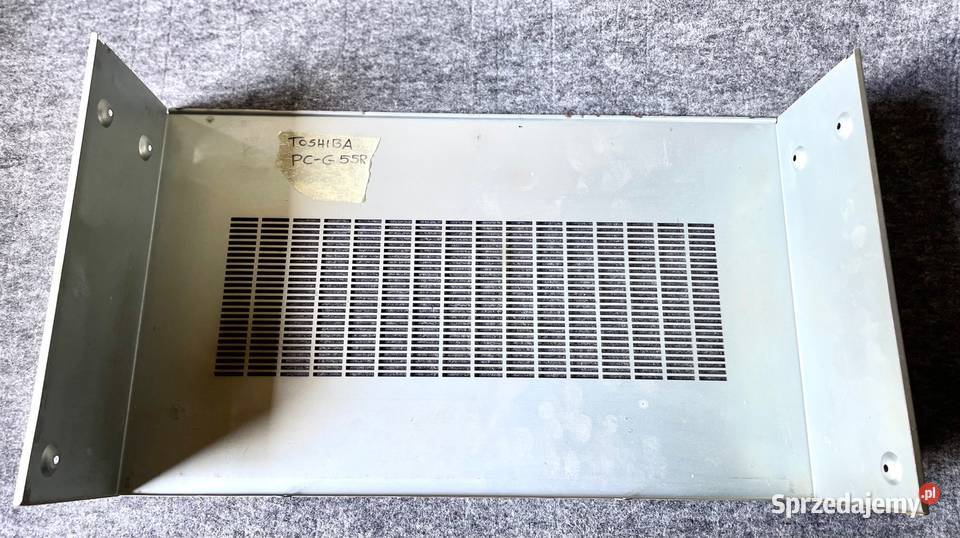 TOSHIBA
PC-G 55R
Sprzedajemy.pl